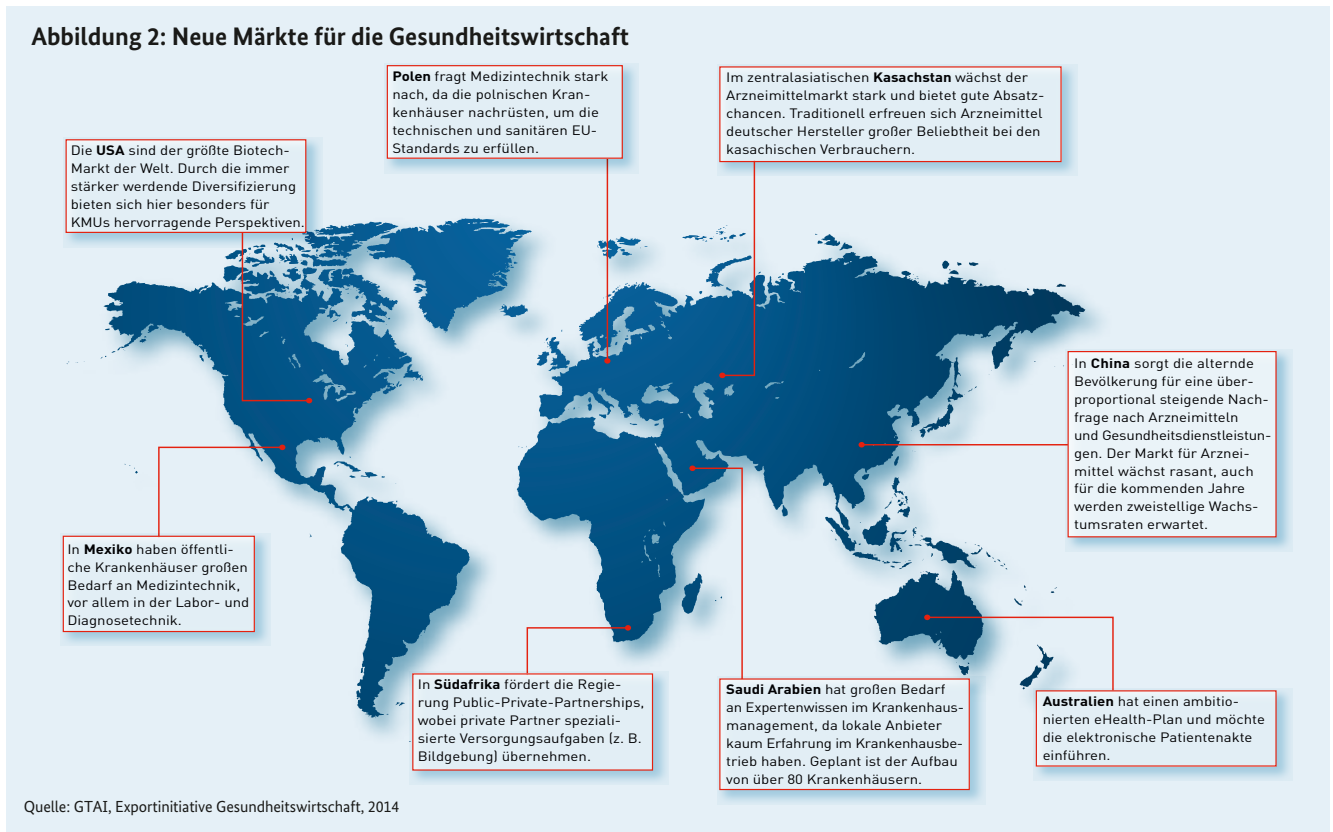 Abbildung 2: Neue Märkte für die Gesundheitswirtschaft
Polen fragt Medizintechnik stark
nach, da die polnischen Kran-
kenhäuser nachrüsten, um die
technischen und sanitären EU-
Standards zu erfüllen.
Im zentralasiatischen Kasachstan wächst der
Arzneimittelmarkt stark und bietet gute Absatz-
chancen. Traditionell erfreuen sich Arzneimittel
deutscher Hersteller großer Beliebtheit bei den
kasachischen Verbrauchern.
Die USA sind der größte Biotech-
Markt der Welt. Durch die immer
stärker werdende Diversifizierung
bieten sich hier besonders für
KMUs hervorragende Perspektiven.
In China sorgt die alternde
Bevölkerung für eine über-
proportional steigende Nach-
frage nach Arzneimitteln
und Gesundheitsdienstleistun-
gen. Der Markt für Arznei-
mittel wächst rasant, auch
für die kommenden Jahre
werden zweistellige Wachs-
tumsraten erwartet.
In Mexiko haben öffentli-
che Krankenhäuser großen
Bedarf an Medizintechnik,
vor allem in der Labor- und
Diagnosetechnik.
In Südafrika fördert die Regie-
rung Public-Private-Partnerships,
wobei private Partner speziali-
sierte Versorgungsaufgaben (z. B.
Bildgebung) übernehmen.
Saudi Arabien hat großen Bedarf
an Expertenwissen im Krankenhaus-
management, da lokale Anbieter
kaum Erfahrung im Krankenhausbe-
trieb haben. Geplant ist der Aufbau
von über 80 Krankenhäusern.
Australien hat einen ambitio-
nierten eHealth-Plan und möchte
die elektronische Patientenakte
einführen.
Quelle: GTAI, Exportinitiative Gesundheitswirtschaft, 2014